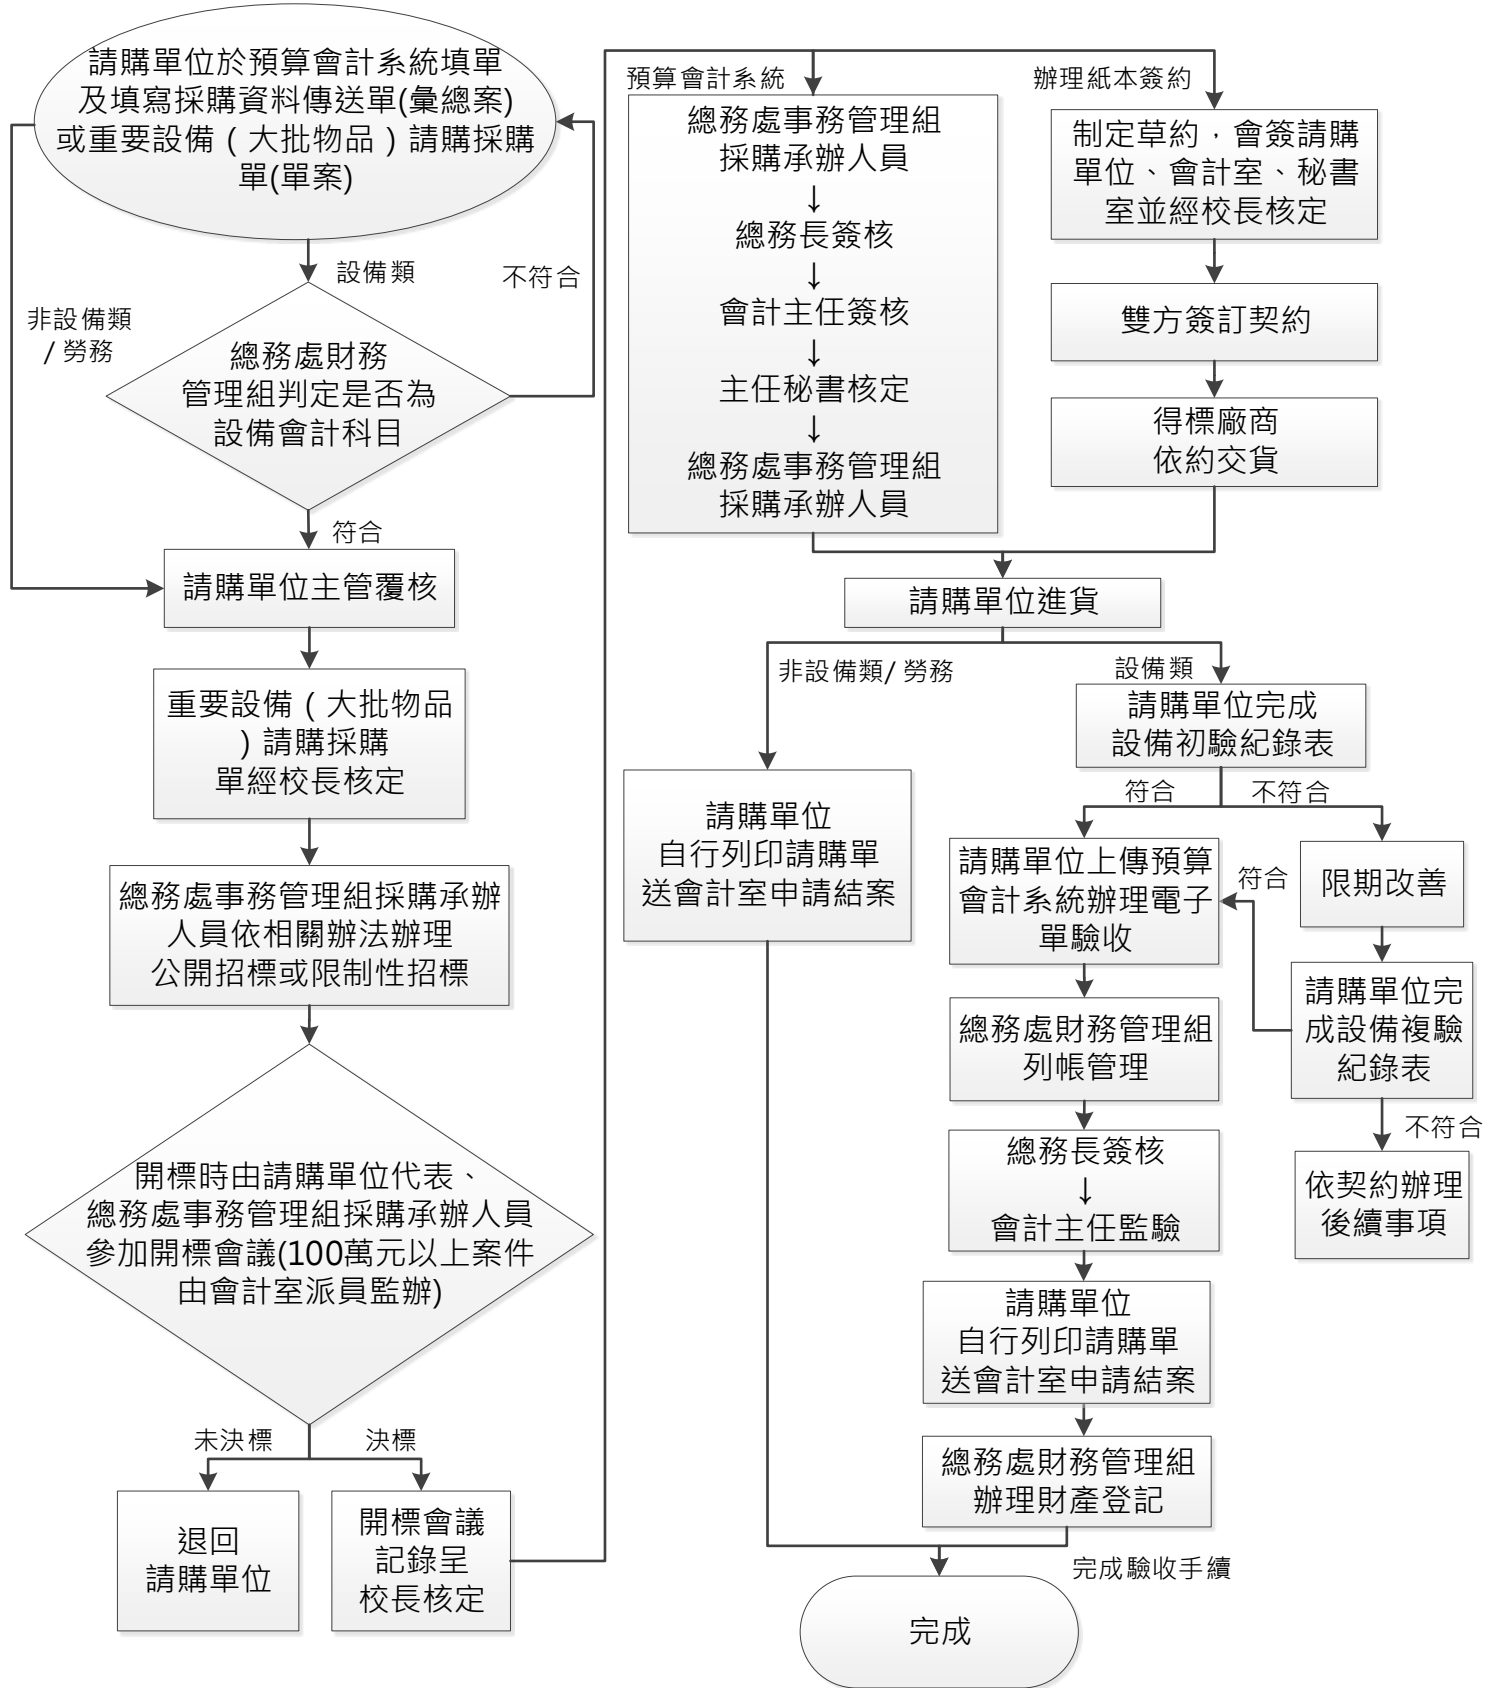 請購單位於預算會計系統填單
及填寫採購資料傳送單(彙總案)
或重要設備（大批物品）請購採購
單(單案)
設備類
不符合
非設備類
/ 勞務
總務處財務
管理組判定是否為
設備會計科目
符合
請購單位主管覆核
重要設備（大批物品
）請購採購
單經校長核定
總務處事務管理組採購承辦
人員依相關辦法辦理
公開招標或限制性招標
開標時由請購單位代表、
總務處事務管理組採購承辦人員
參加開標會議(100萬元以上案件
由會計室派員監辦)
未決標
決標
退回
請購單位
開標會議
記錄呈
校長核定
預算會計系統
總務處事務管理組
採購承辦人員
↓
總務長簽核
↓
會計主任簽核
↓
主任秘書核定
↓
總務處事務管理組
採購承辦人員
辦理紙本簽約
制定草約，會簽請購
單位、會計室、秘書
室並經校長核定
雙方簽訂契約
得標廠商
依約交貨
請購單位進貨
非設備類/ 勞務
設備類
請購單位
自行列印請購單
送會計室申請結案
請購單位完成
設備初驗紀錄表
符合
不符合
請購單位上傳預算
會計系統辦理電子
單驗收
符合
限期改善
請購單位完
成設備複驗
紀錄表
不符合
依契約辦理
後續事項
總務處財務管理組
列帳管理
總務長簽核
↓
會計主任監驗
請購單位
自行列印請購單
送會計室申請結案
總務處財務管理組
辦理財產登記
完成驗收手續
完成